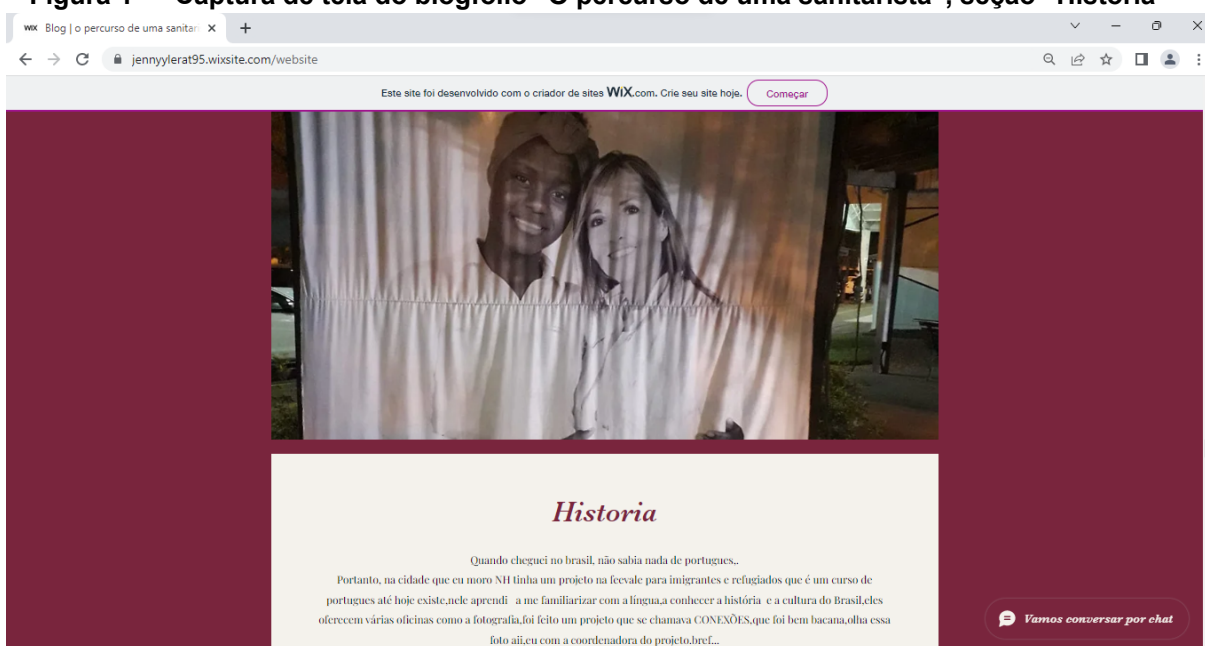 Figura 1 – Captura de tela do blogfólio "O percurso de uma sanitarista", seção "Historia"
WIX Blog | o percurso de uma sanitar
jennyylerat95.wixsite.com/website
Este site foi desenvolvido com o criador de sites WiX.com. Crie seu site hoje. Começar
Historia
Quando cheguei no brasil, não sabia nada de portugues,.
Portanto, na cidade que eu moro NH tinha um projeto na feevale para imigrantes e refugiados que é um curso de
portugues até hoje existe,nele aprendi a me familiarizar com a língua,a conhecer a história e a cultura do Brasil,eles
oferecem várias oficinas como a fotografia,foi feito um projeto que se chamava CONEXÕES,que foi bem bacana,olha essa
foto aii,eu com a coordenadora do projeto.bref...
Vamos conversar por chat